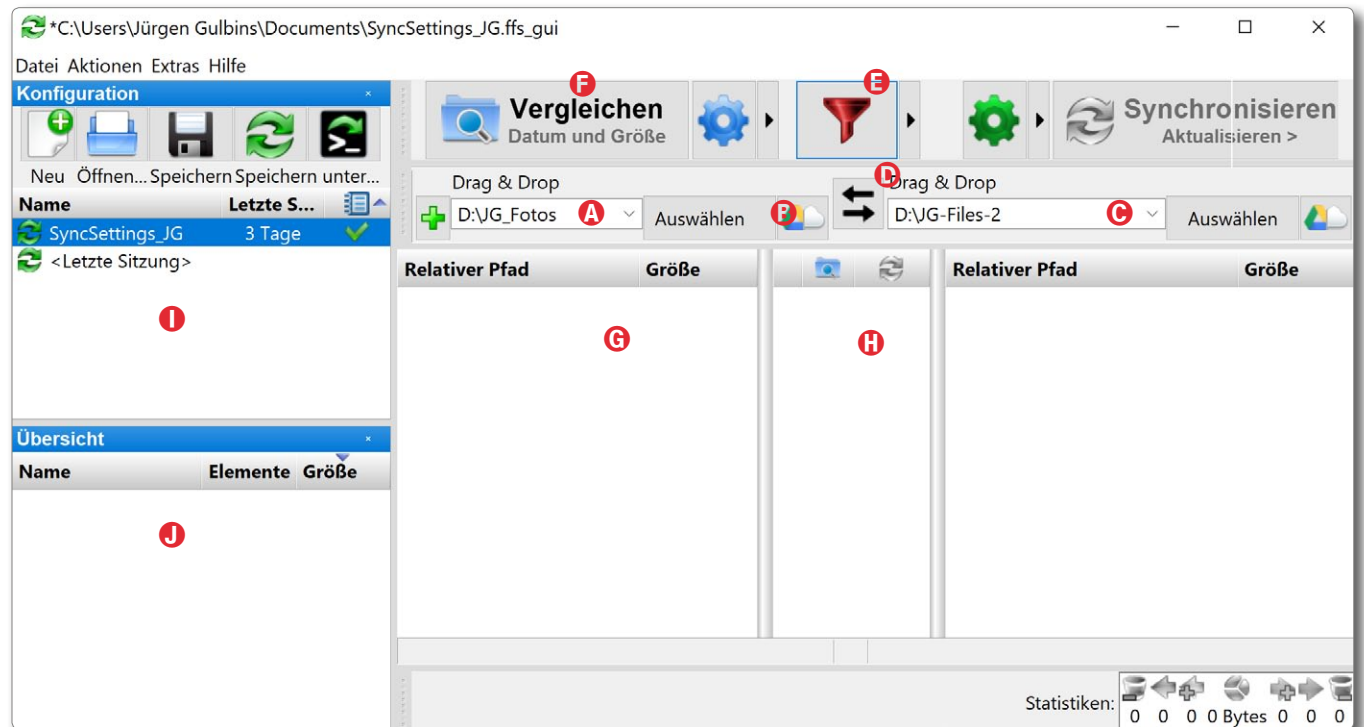 *C:\Users\Jürgen Gulbins\Documents\SyncSettings_JG.ffs_gui
Datei Aktionen Extras Hilfe
Konfiguration
Neu Öffnen... Speichern Speichern unter...
Name Letzte S...
SyncSettings_JG 3 Tage
<Letzte Sitzung>
I
Übersicht
Name Elemente Größe
J
F E
Vergleichen
Datum und Größe
Synchronisieren
Aktualisieren >
Drag & Drop D Drag & Drop
D:\JG_Fotos A Auswählen B D:\JG-Files-2 C Auswählen
Relativer Pfad Größe Relativer Pfad Größe
G H
Statistiken:
0 0 0 0 Bytes 0 0 0